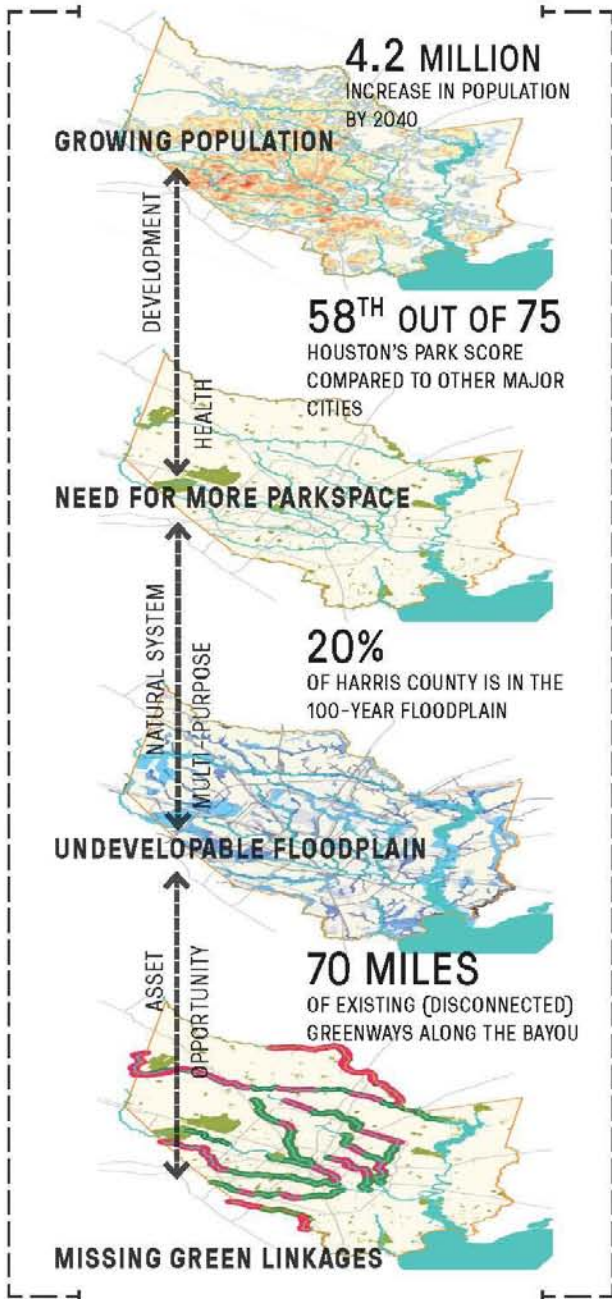 4.2 MILLION
INCREASE IN POPULATION
BY 2040
GROWING POPULATION
DEVELOPMENT
HEALTH
58TH OUT OF 75
HOUSTON'S PARK SCORE
COMPARED TO OTHER MAJOR
CITIES
NEED FOR MORE PARKSPACE
NATURAL SYSTEM
MULTI-PURPOSE
20%
OF HARRIS COUNTY IS IN THE
100-YEAR FLOODPLAIN
UNDEVELOPABLE FLOODPLAIN
ASSET
OPPORTUNITY
70 MILES
OF EXISTING (DISCONNECTED)
GREENWAYS ALONG THE BAYOU
MISSING GREEN LINKAGES